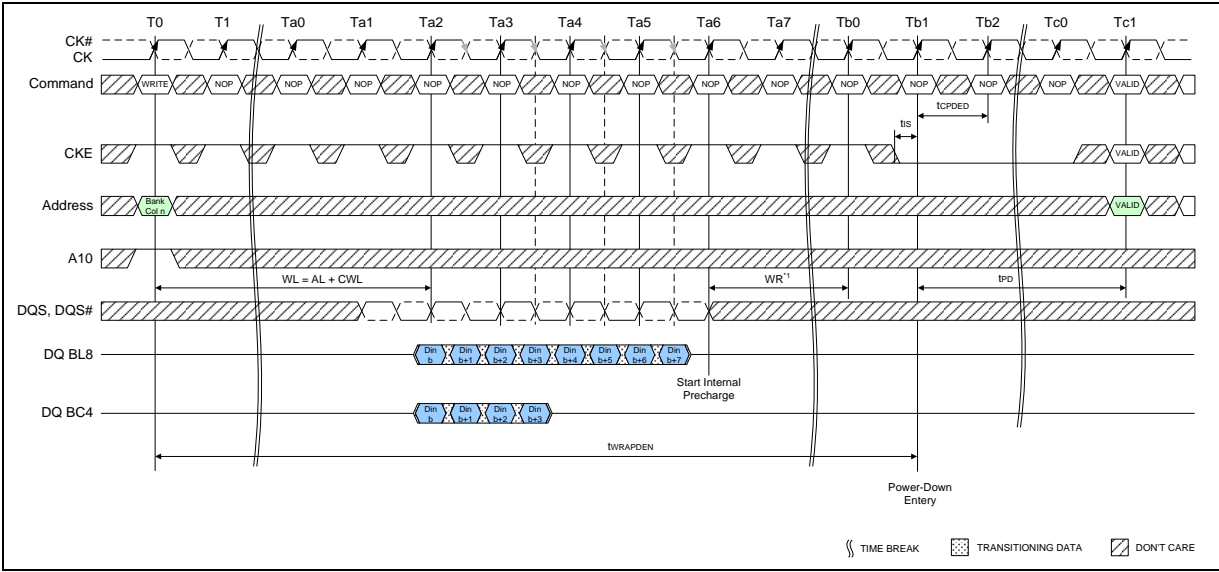 T0 T1 Ta0 Ta1 Ta2 Ta3 Ta4 Ta5 Ta6 Ta7 Tb0 Tb1 Tb2 Tc0 Tc1
CK#
CK
Command WRITE NOP NOP NOP NOP NOP NOP NOP NOP NOP NOP NOP NOP NOP VALID
tCPDED
tIS
CKE VALID
Address Bank Col n VALID
A10
WL = AL + CWL WR*1 tPD
DQS, DQS#
DQ BL8 Din b Din b+1 Din b+2 Din b+3 Din b+4 Din b+5 Din b+6 Din b+7
Start Internal
Precharge
DQ BC4 Din b Din b+1 Din b+2 Din b+3
tWRAPDEN
Power-Down
Entery
TIME BREAK TRANSITIONING DATA DON'T CARE